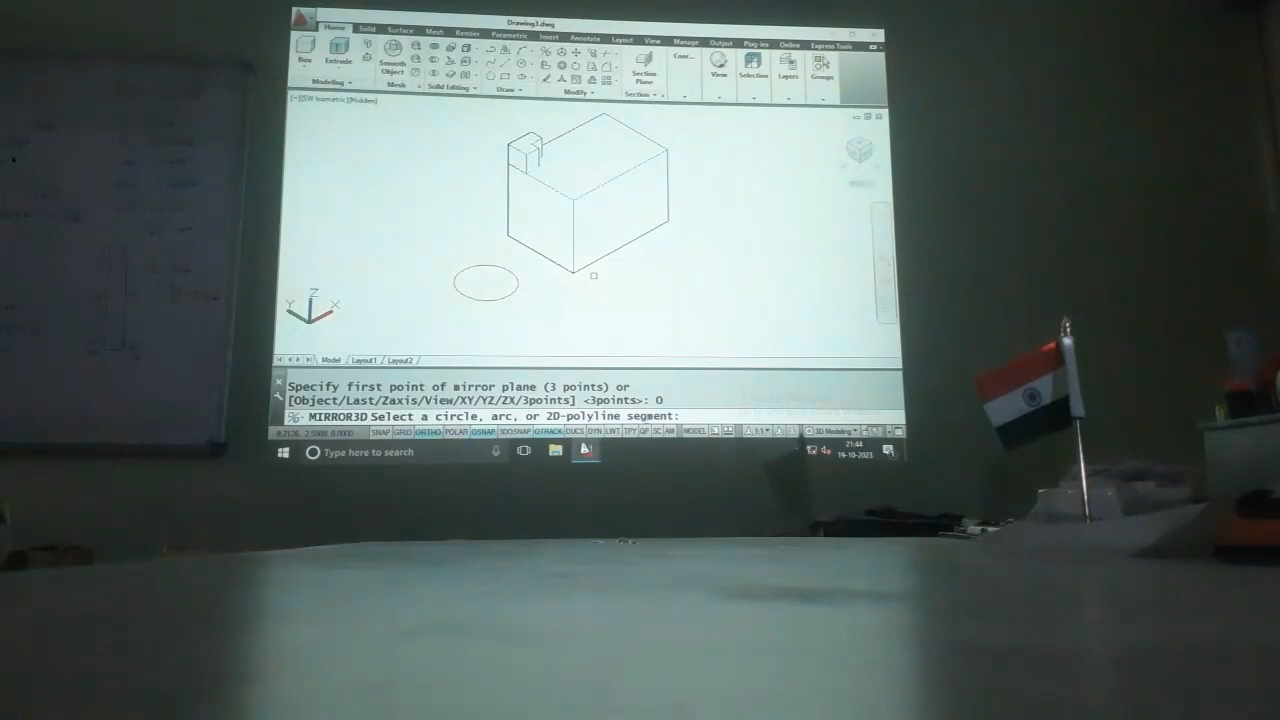 Drawing3.dwg
Home Solid Surface Mesh Render Parametric Insert Annotate Layout View Manage Output Plug-ins Online Express Tools
Box Extrude Smooth Object Section Plane Coor... View Selection Layers Groups
Modeling Mesh Solid Editing Draw Modify Section
[−][SW Isometric][Hidden]
Z
Y X
Model Layout1 Layout2
Specify first point of mirror plane (3 points) or
[Object/Last/Zaxis/View/XY/YZ/ZX/3points] <3points>: O
MIRROR3D Select a circle, arc, or 2D-polyline segment:
SNAP GRID ORTHO POLAR OSNAP 3DOSNAP OTRACK DUCS DYN LWT TPY QP SC AM MODEL 1:1 3D Modeling
Type here to search
21:44
19-10-2023